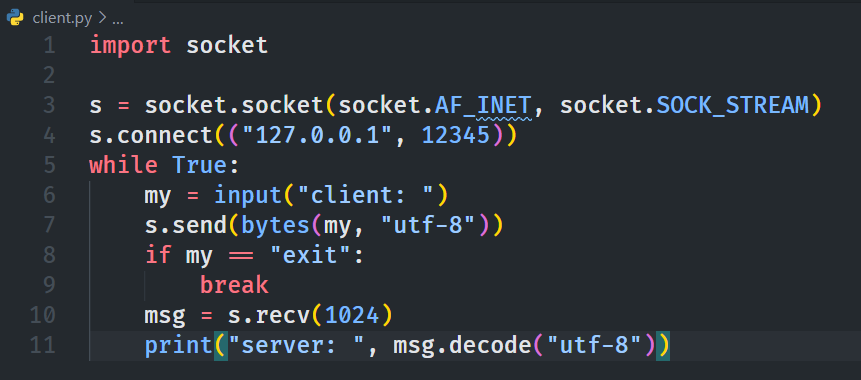 client.py > ...
1 import socket
2
3 s = socket.socket(socket.AF_INET, socket.SOCK_STREAM)
4 s.connect(("127.0.0.1", 12345))
5 while True:
6     my = input("client: ")
7     s.send(bytes(my, "utf-8"))
8     if my == "exit":
9         break
10     msg = s.recv(1024)
11     print("server: ", msg.decode("utf-8"))